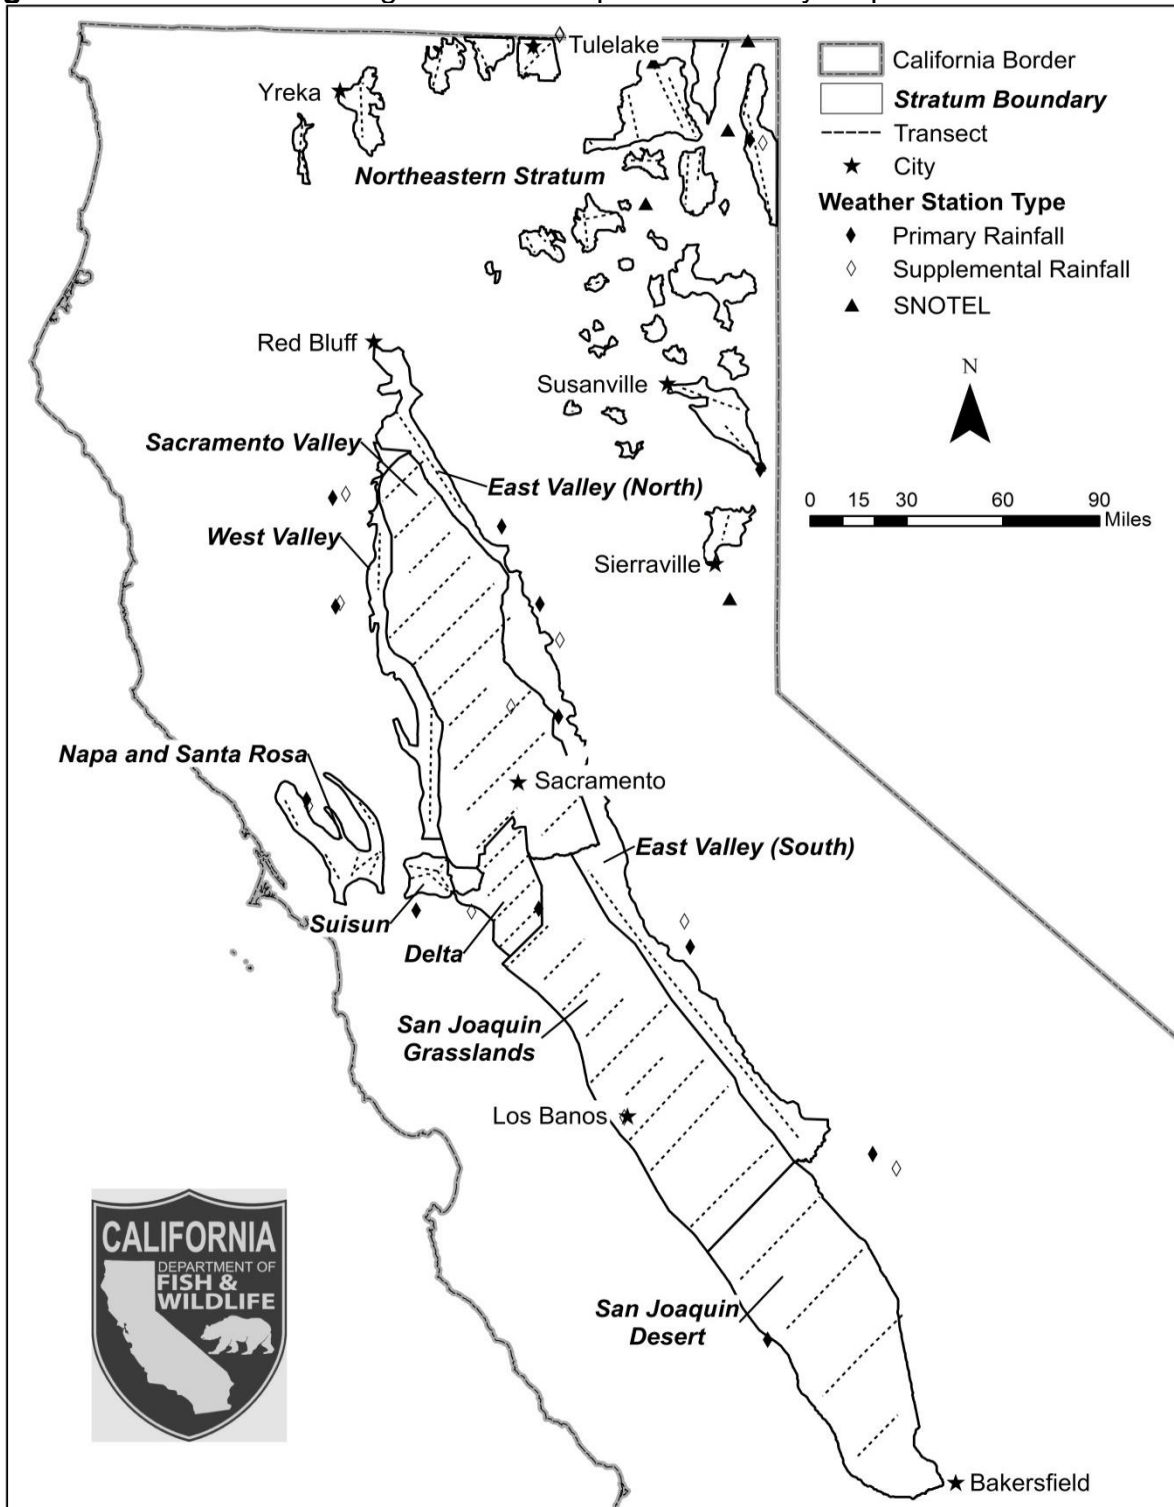 Tulelake
Yreka
Northeastern Stratum
Red Bluff
Susanville
Sacramento Valley
East Valley (North)
West Valley
Sierraville
Napa and Santa Rosa
Sacramento
East Valley (South)
Suisun
Delta
San Joaquin
Grasslands
Los Banos
San Joaquin
Desert
Bakersfield
California Border
Stratum Boundary
Transect
City
Weather Station Type
Primary Rainfall
Supplemental Rainfall
SNOTEL
N
0 15 30 60 90
Miles
CALIFORNIA
DEPARTMENT OF
FISH &
WILDLIFE